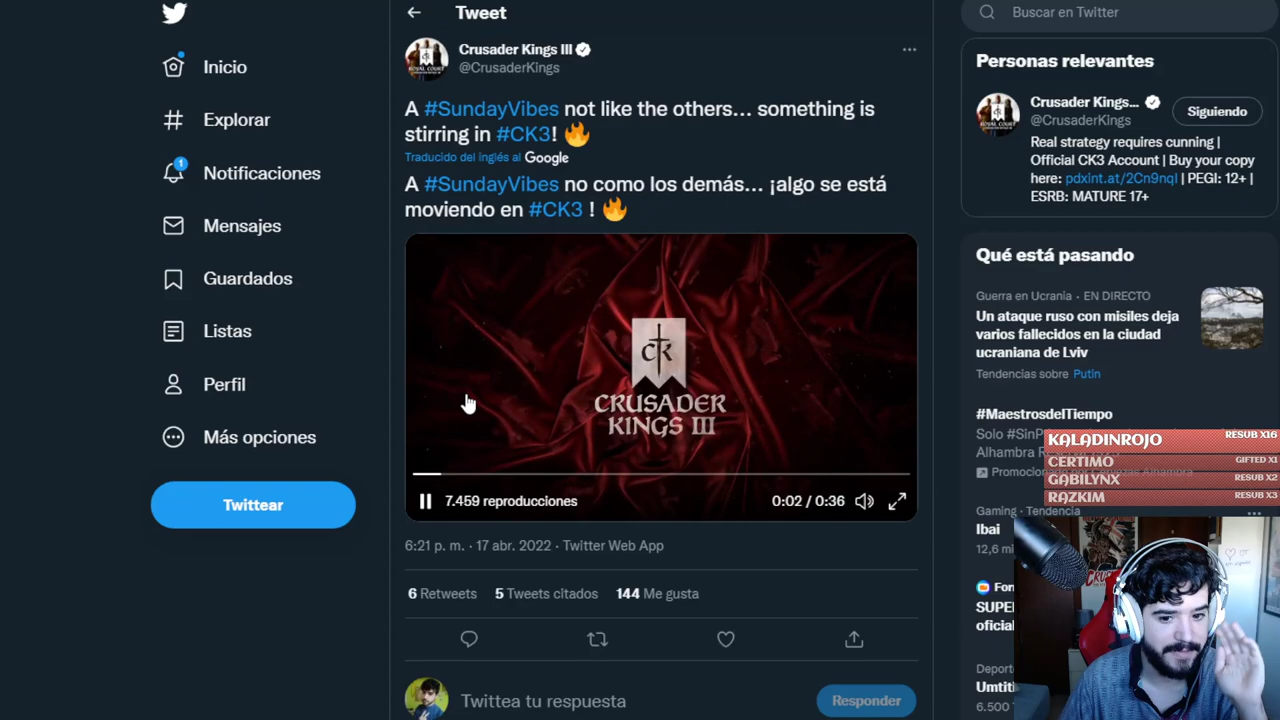 Inicio
Explorar
1
Notificaciones
Mensajes
Guardados
Listas
Perfil
Más opciones
Twittear
Tweet
Crusader Kings III
@CrusaderKings
A #SundayVibes not like the others... something is
stirring in #CK3!
Traducido del inglés al Google
A #SundayVibes no como los demás... ¡algo se está
moviendo en #CK3 !
CK
CRUSADER
KINGS III
7.459 reproducciones
0:02 / 0:36
6:21 p. m. · 17 abr. 2022 · Twitter Web App
6 Retweets 5 Tweets citados 144 Me gusta
Twittea tu respuesta
Responder
Buscar en Twitter
Personas relevantes
Crusader Kings...
@CrusaderKings
Siguiendo
Real strategy requires cunning |
Official CK3 Account | Buy your copy
here: pdxint.at/2Cn9nql | PEGI: 12+ |
ESRB: MATURE 17+
Qué está pasando
Guerra en Ucrania · EN DIRECTO
Un ataque ruso con misiles deja
varios fallecidos en la ciudad
ucraniana de Lviv
Tendencias sobre Putin
#MaestrosdelTiempo
KALADINROJO RESUB X16
CERTIMO GIFTED X1
GABILYNX RESUB X2
RAZKIM RESUB X3
Gaming · Tendencia
Ibai
12,6 mi
SUPE
oficial
Deport
Umtiti
6.500 T